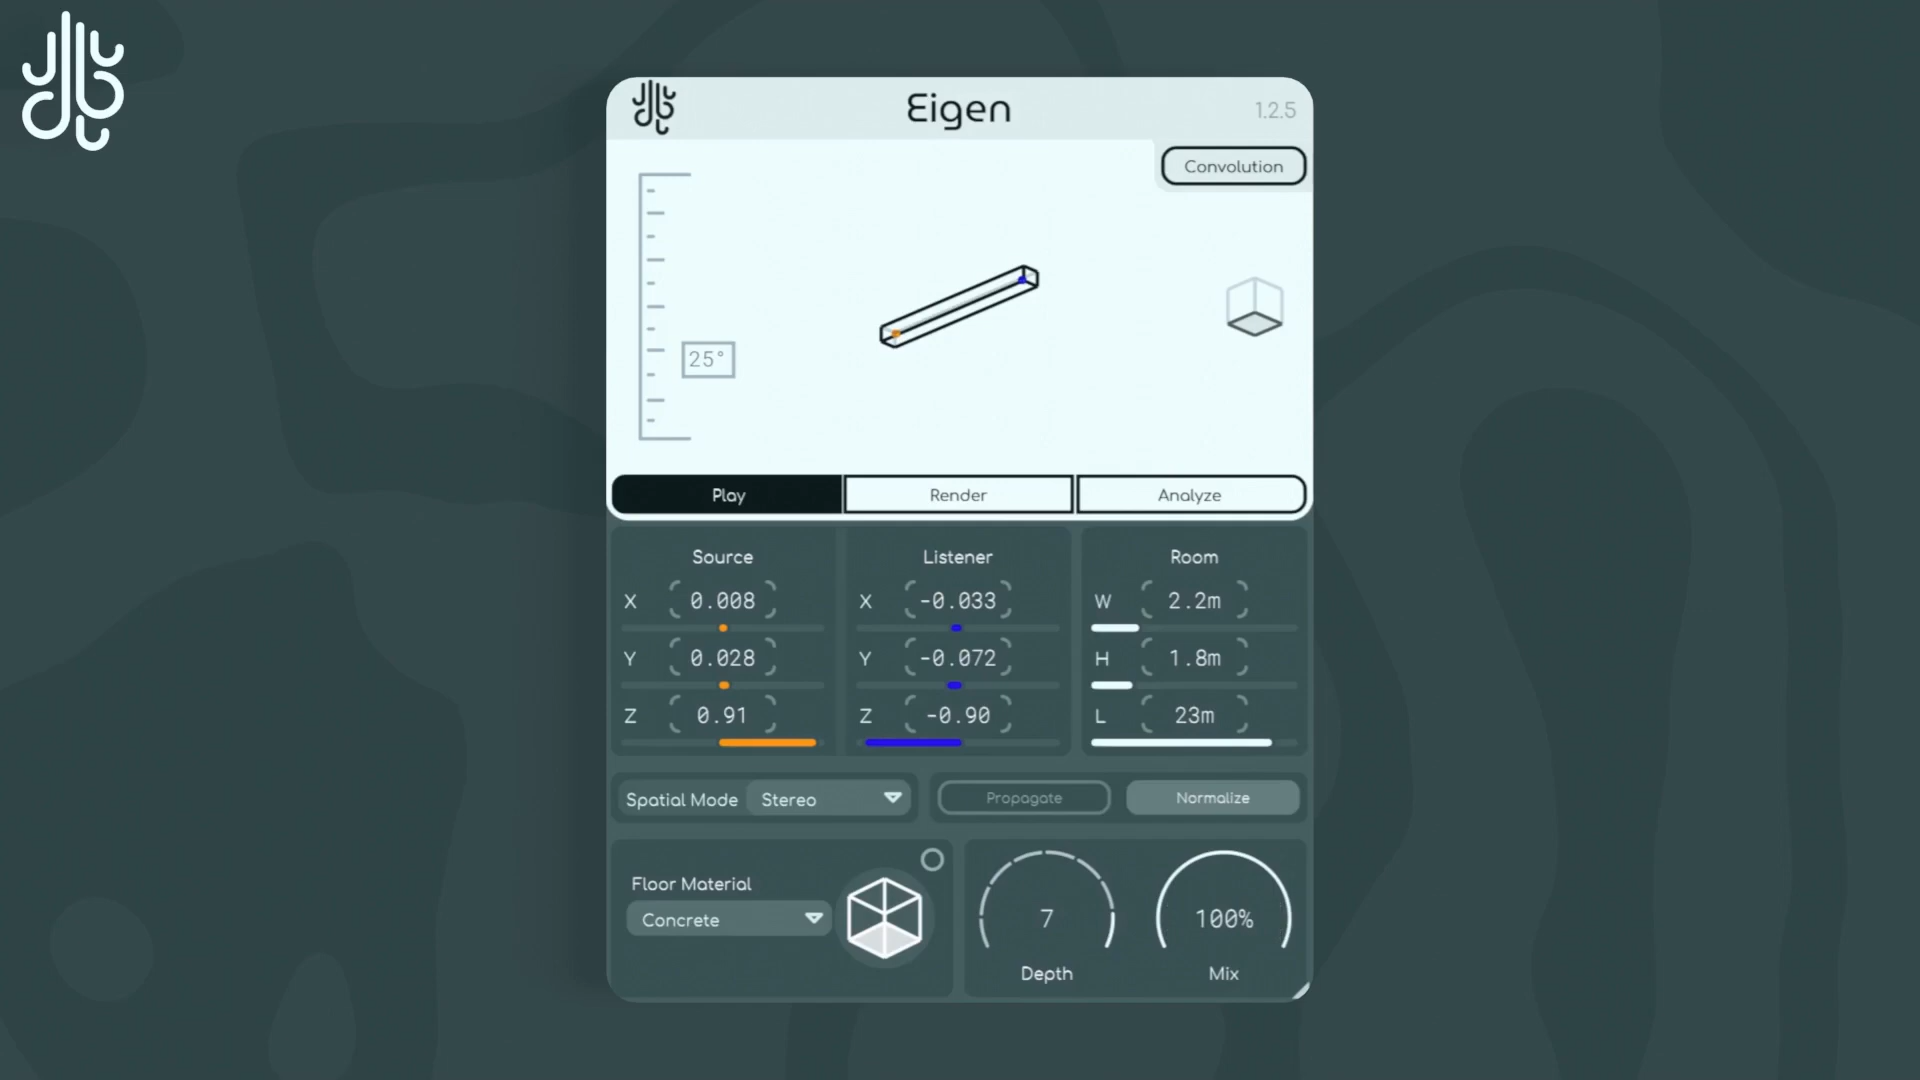 Eigen
1.2.5
Convolution
25°
Play
Render
Analyze
Source
Listener
Room
X
0.008
X
-0.033
W
2.2m
Y
0.028
Y
-0.072
H
1.8m
Z
0.91
Z
-0.90
L
23m
Spatial Mode
Stereo
Propagate
Normalize
Floor Material
Concrete
7
100%
Depth
Mix